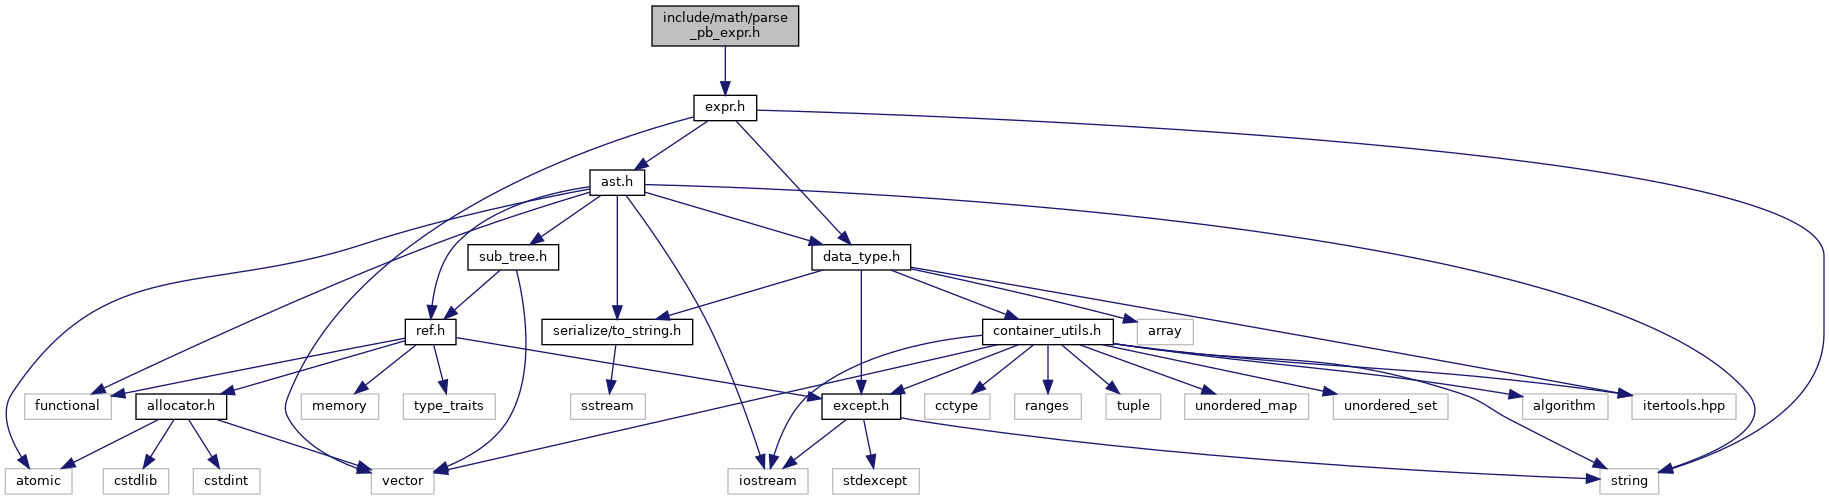 include/math/parse
_pb_expr.h
expr.h
ast.h
sub_tree.h
data_type.h
ref.h
serialize/to_string.h
container_utils.h
array
functional
allocator.h
memory
type_traits
sstream
except.h
cctype
ranges
tuple
unordered_map
unordered_set
algorithm
itertools.hpp
atomic
cstdlib
cstdint
vector
iostream
stdexcept
string